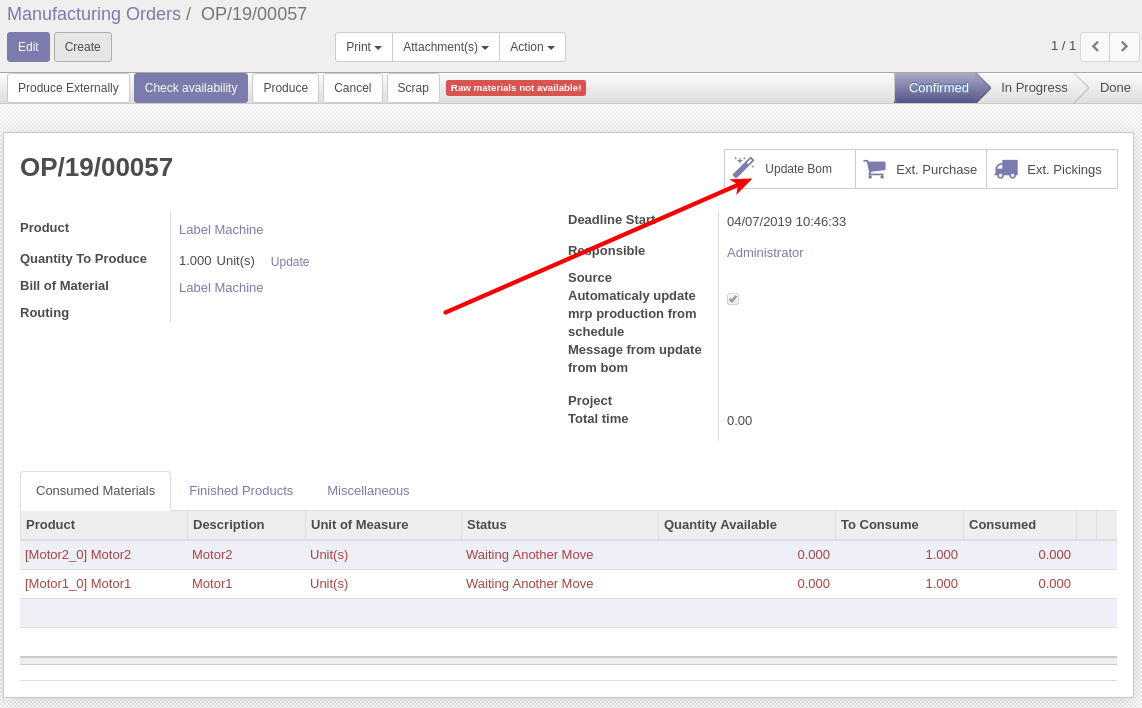 Manufacturing Orders / OP/19/00057
Edit Create Print Attachment(s) Action 1 / 1
Produce Externally Check availability Produce Cancel Scrap Raw materials not available! Confirmed In Progress Done
OP/19/00057
Update Bom Ext. Purchase Ext. Pickings
Product Label Machine
Quantity To Produce 1.000 Unit(s) Update
Bill of Material Label Machine
Routing
Deadline Start 04/07/2019 10:46:33
Responsible Administrator
Source
Automaticaly update
mrp production from
schedule
Message from update
from bom
Project
Total time 0.00
Consumed Materials Finished Products Miscellaneous
Product Description Unit of Measure Status Quantity Available To Consume Consumed
[Motor2_0] Motor2 Motor2 Unit(s) Waiting Another Move 0.000 1.000 0.000
[Motor1_0] Motor1 Motor1 Unit(s) Waiting Another Move 0.000 1.000 0.000